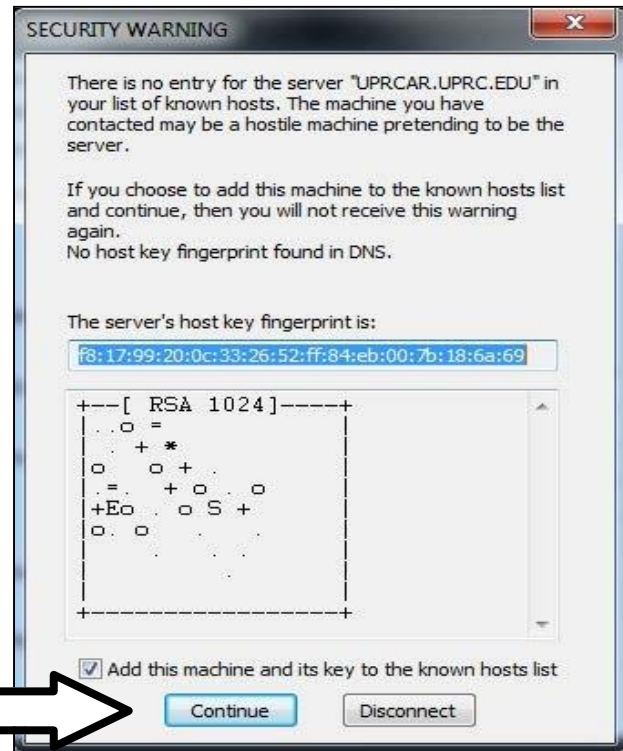 SECURITY WARNING
There is no entry for the server "UPRCAR.UPRC.EDU" in
your list of known hosts. The machine you have
contacted may be a hostile machine pretending to be the
server.
If you choose to add this machine to the known hosts list
and continue, then you will not receive this warning
again.
No host key fingerprint found in DNS.
The server's host key fingerprint is:
f8:17:99:20:0c:33:26:52:ff:84:eb:00:7b:18:6a:69
+--[ RSA 1024]----+
|..o =            |
| . + *           |
|o   o + .        |
|.=.   + o . o    |
|+Eo .  o S +     |
|o. o    .   .    |
|     .   . .     |
|          .      |
|                 |
+-----------------+
Add this machine and its key to the known hosts list
Continue Disconnect